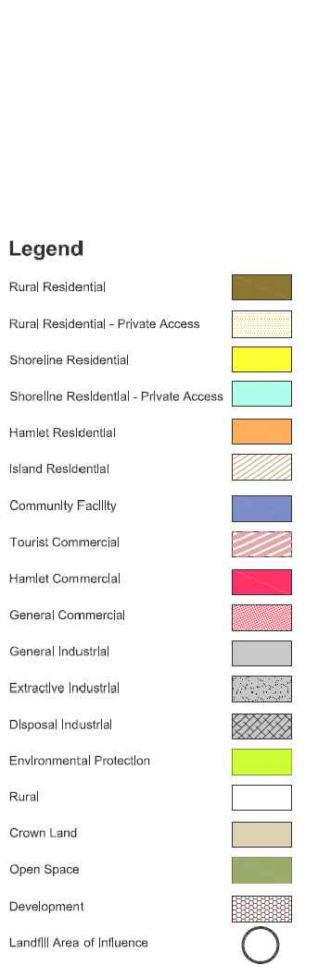 Legend
Rural Residential
Rural Residential - Private Access
Shoreline Residential
Shoreline Residential - Private Access
Hamlet Residential
Island Residential
Community Facility
Tourist Commercial
Hamlet Commercial
General Commercial
General Industrial
Extractive Industrial
Disposal Industrial
Environmental Protection
Rural
Crown Land
Open Space
Development
Landfill Area of Influence